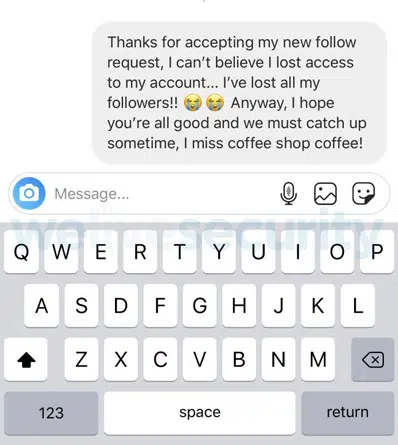 Thanks for accepting my new follow
request, I can’t believe I lost access
to my account... I’ve lost all my
followers!! 😭😭 Anyway, I hope
you’re all good and we must catch up
sometime, I miss coffee shop coffee!
Message...
welivesecurity
Q W E R T Y U I O P
A S D F G H J K L
Z X C V B N M
123 space return